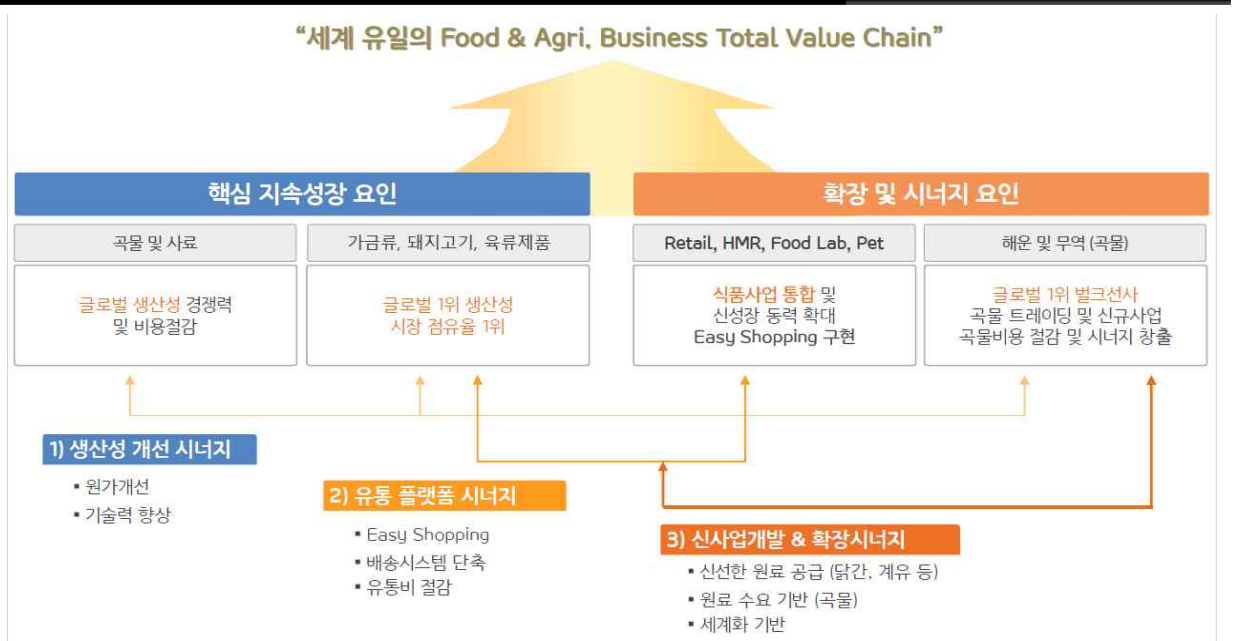 “세계 유일의 Food & Agri. Business Total Value Chain”
핵심 지속성장 요인
확장 및 시너지 요인
곡물 및 사료
가금류, 돼지고기, 육류제품
Retail, HMR, Food Lab, Pet
해운 및 무역 (곡물)
글로벌 생산성 경쟁력
및 비용절감
글로벌 1위 생산성
시장 점유율 1위
식품사업 통합 및
신성장 동력 확대
Easy Shopping 구현
글로벌 1위 벌크선사
곡물 트레이딩 및 신규사업
곡물비용 절감 및 시너지 창출
1) 생산성 개선 시너지
▪ 원가개선
▪ 기술력 향상
2) 유통 플랫폼 시너지
▪ Easy Shopping
▪ 배송시스템 단축
▪ 유통비 절감
3) 신사업개발 & 확장시너지
▪ 신선한 원료 공급 (닭간, 계유 등)
▪ 원료 수요 기반 (곡물)
▪ 세계화 기반